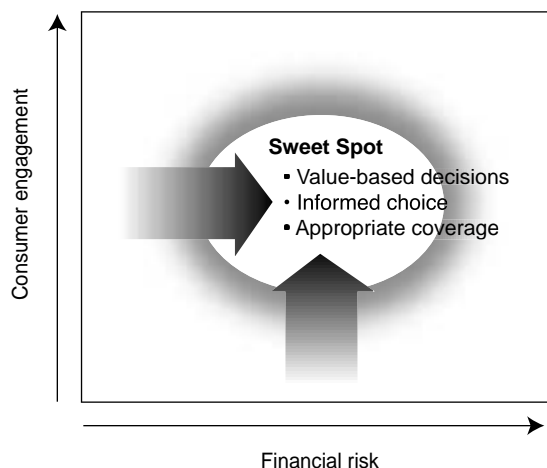 Consumer engagement
Sweet Spot
▪ Value-based decisions
• Informed choice
• Appropriate coverage
Financial risk